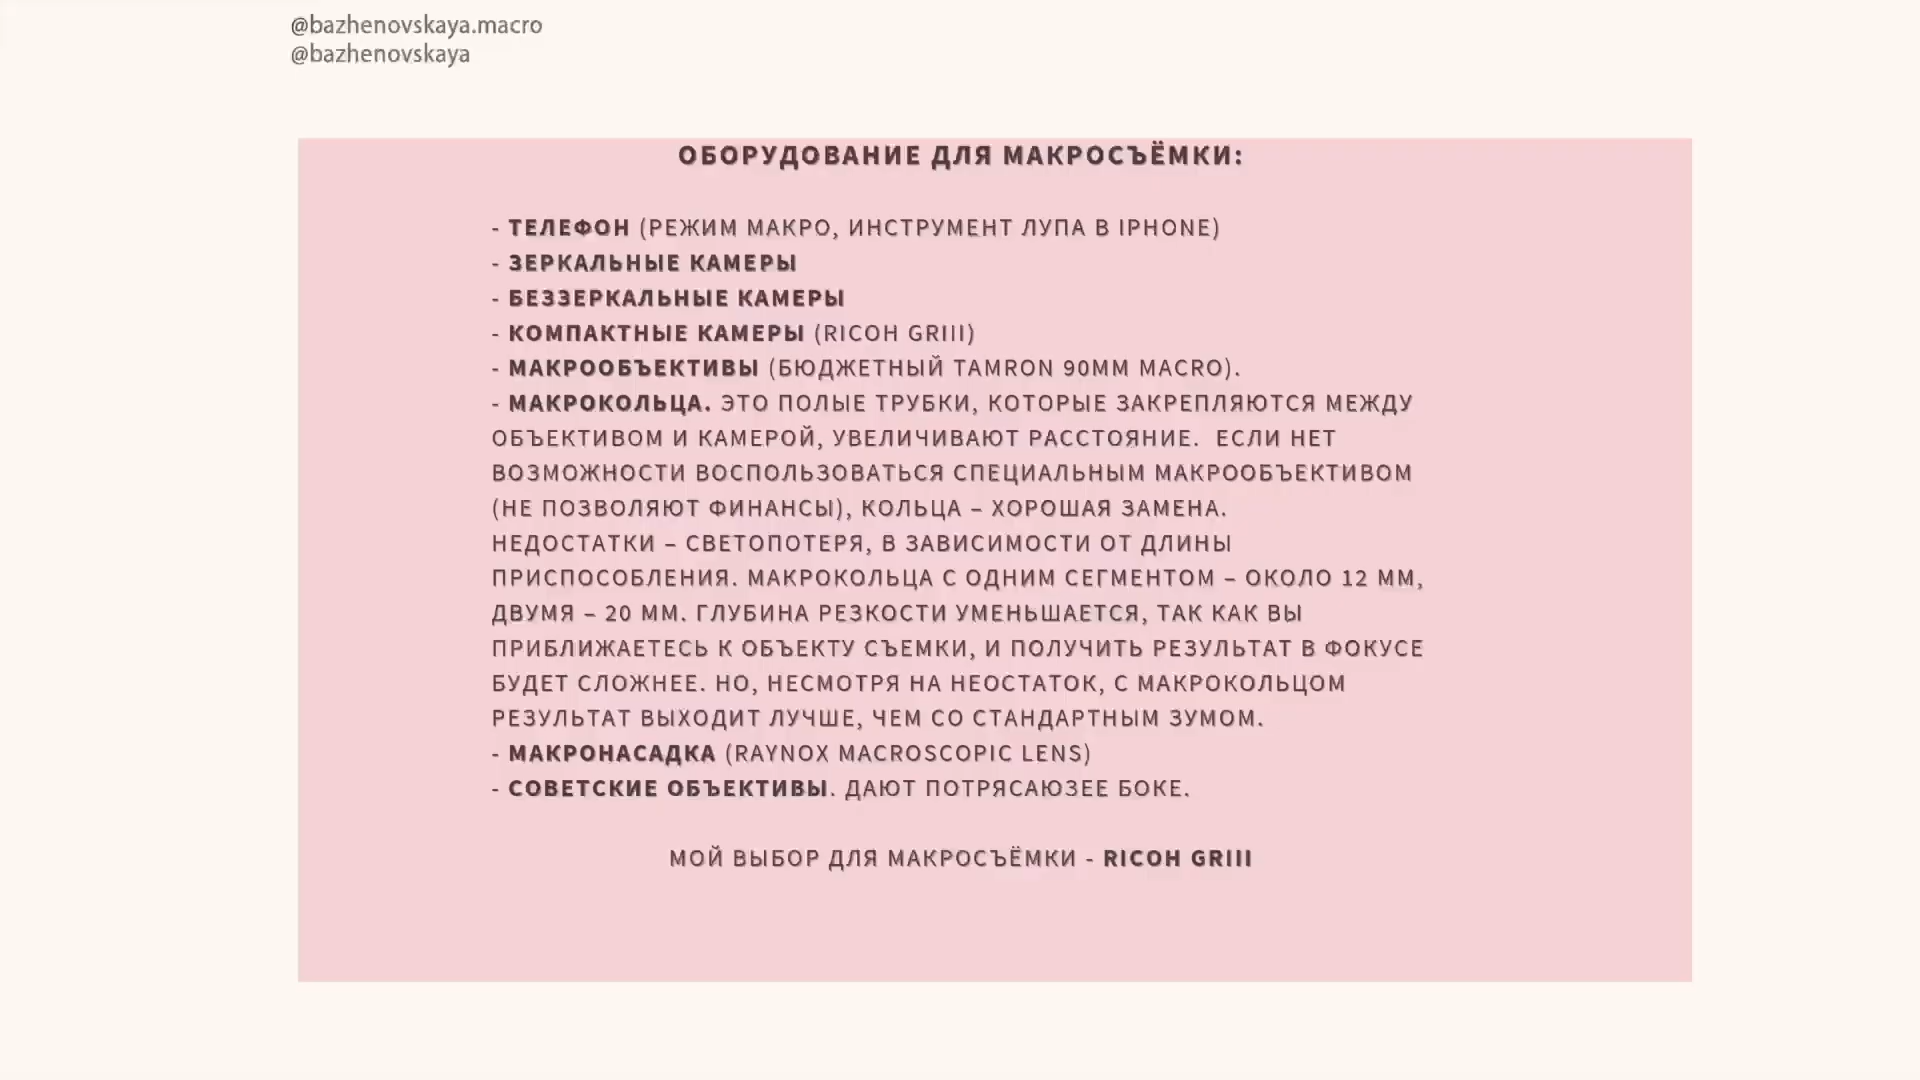 @bazhenovskaya.macro
@bazhenovskaya
ОБОРУДОВАНИЕ ДЛЯ МАКРОСЪЁМКИ:
- ТЕЛЕФОН (РЕЖИМ МАКРО, ИНСТРУМЕНТ ЛУПА В IPHONE)
- ЗЕРКАЛЬНЫЕ КАМЕРЫ
- БЕЗЗЕРКАЛЬНЫЕ КАМЕРЫ
- КОМПАКТНЫЕ КАМЕРЫ (RICOH GRIII)
- МАКРООБЪЕКТИВЫ (БЮДЖЕТНЫЙ TAMRON 90MM MACRO).
- МАКРОКОЛЬЦА. ЭТО ПОЛЫЕ ТРУБКИ, КОТОРЫЕ ЗАКРЕПЛЯЮТСЯ МЕЖДУ
ОБЪЕКТИВОМ И КАМЕРОЙ, УВЕЛИЧИВАЮТ РАССТОЯНИЕ.  ЕСЛИ НЕТ
ВОЗМОЖНОСТИ ВОСПОЛЬЗОВАТЬСЯ СПЕЦИАЛЬНЫМ МАКРООБЪЕКТИВОМ
(НЕ ПОЗВОЛЯЮТ ФИНАНСЫ), КОЛЬЦА – ХОРОШАЯ ЗАМЕНА.
НЕДОСТАТКИ – СВЕТОПОТЕРЯ, В ЗАВИСИМОСТИ ОТ ДЛИНЫ
ПРИСПОСОБЛЕНИЯ. МАКРОКОЛЬЦА С ОДНИМ СЕГМЕНТОМ – ОКОЛО 12 ММ,
ДВУМЯ – 20 ММ. ГЛУБИНА РЕЗКОСТИ УМЕНЬШАЕТСЯ, ТАК КАК ВЫ
ПРИБЛИЖАЕТЕСЬ К ОБЪЕКТУ СЪЕМКИ, И ПОЛУЧИТЬ РЕЗУЛЬТАТ В ФОКУСЕ
БУДЕТ СЛОЖНЕЕ. НО, НЕСМОТРЯ НА НЕОСТАТОК, С МАКРОКОЛЬЦОМ
РЕЗУЛЬТАТ ВЫХОДИТ ЛУЧШЕ, ЧЕМ СО СТАНДАРТНЫМ ЗУМОМ.
- МАКРОНАСАДКА (RAYNOX MACROSCOPIC LENS)
- СОВЕТСКИЕ ОБЪЕКТИВЫ. ДАЮТ ПОТРЯСАЮЗЕЕ БОКЕ.
МОЙ ВЫБОР ДЛЯ МАКРОСЪЁМКИ - RICOH GRIII